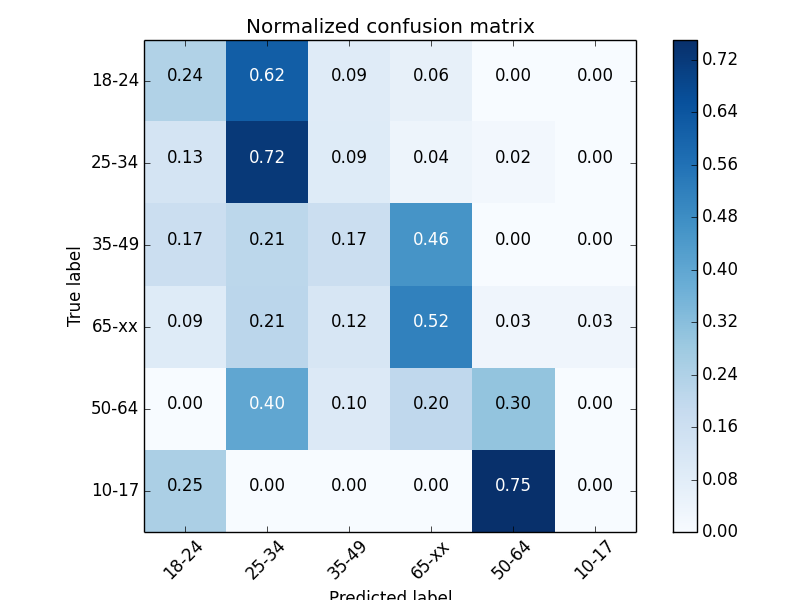 Normalized confusion matrix
True label
18-24 0.24 0.62 0.09 0.06 0.00 0.00
25-34 0.13 0.72 0.09 0.04 0.02 0.00
35-49 0.17 0.21 0.17 0.46 0.00 0.00
65-xx 0.09 0.21 0.12 0.52 0.03 0.03
50-64 0.00 0.40 0.10 0.20 0.30 0.00
10-17 0.25 0.00 0.00 0.00 0.75 0.00
18-24 25-34 35-49 65-xx 50-64 10-17
Predicted label
0.72
0.64
0.56
0.48
0.40
0.32
0.24
0.16
0.08
0.00